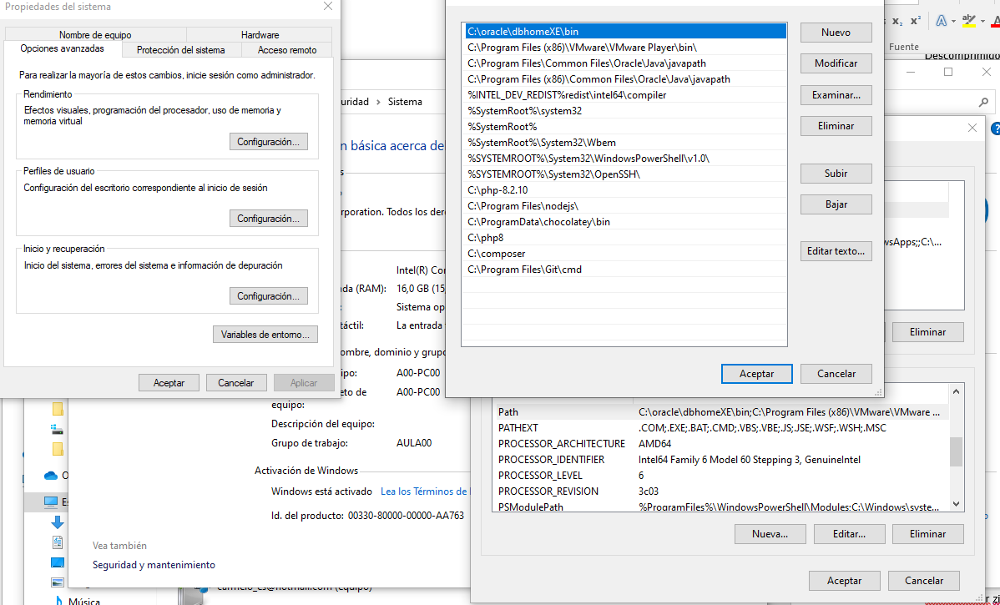 Propiedades del sistema
Nombre de equipo
Hardware
Opciones avanzadas
Protección del sistema
Acceso remoto
Para realizar la mayoría de estos cambios, inicie sesión como administrador.
Rendimiento
Efectos visuales, programación del procesador, uso de memoria y
memoria virtual
Configuración...
Perfiles de usuario
Configuración del escritorio correspondiente al inicio de sesión
Configuración...
Inicio y recuperación
Inicio del sistema, errores del sistema e información de depuración
Configuración...
Variables de entorno...
Aceptar
Cancelar
Aplicar
C:\oracle\dbhomeXE\bin
C:\Program Files (x86)\VMware\VMware Player\bin\
C:\Program Files\Common Files\Oracle\Java\javapath
C:\Program Files (x86)\Common Files\Oracle\Java\javapath
%INTEL_DEV_REDIST%redist\intel64\compiler
%SystemRoot%\system32
%SystemRoot%
%SystemRoot%\System32\Wbem
%SYSTEMROOT%\System32\WindowsPowerShell\v1.0\
%SYSTEMROOT%\System32\OpenSSH\
C:\php-8.2.10
C:\Program Files\nodejs\
C:\ProgramData\chocolatey\bin
C:\php8
C:\composer
C:\Program Files\Git\cmd
Nuevo
Modificar
Examinar...
Eliminar
Subir
Bajar
Editar texto...
Aceptar
Cancelar
Fuente
Descomprimido
uridad > Sistema
n básica acerca de
orporation. Todos los dere
Intel(R) Cor
da (RAM): 16,0 GB (15,
Sistema op
táctil: La entrada
ombre, dominio y grupo
ipo: A00-PC00
eto de A00-PC00
equipo:
Descripción del equipo:
Grupo de trabajo: AULA00
Activación de Windows
Windows está activado Lea los Términos de
Id. del producto: 00330-80000-00000-AA763
Vea también
Seguridad y mantenimiento
Música
carmelo_es@hotmail.com (equipo)
wsApps;;C:\...
Eliminar
Path C:\oracle\dbhomeXE\bin;C:\Program Files (x86)\VMware\VMware ...
PATHEXT .COM;.EXE;.BAT;.CMD;.VBS;.VBE;.JS;.JSE;.WSF;.WSH;.MSC
PROCESSOR_ARCHITECTURE AMD64
PROCESSOR_IDENTIFIER Intel64 Family 6 Model 60 Stepping 3, GenuineIntel
PROCESSOR_LEVEL 6
PROCESSOR_REVISION 3c03
PSModulePath %ProgramFiles%\WindowsPowerShell\Modules;C:\Windows\syste...
Nueva...
Editar...
Eliminar
Aceptar
Cancelar